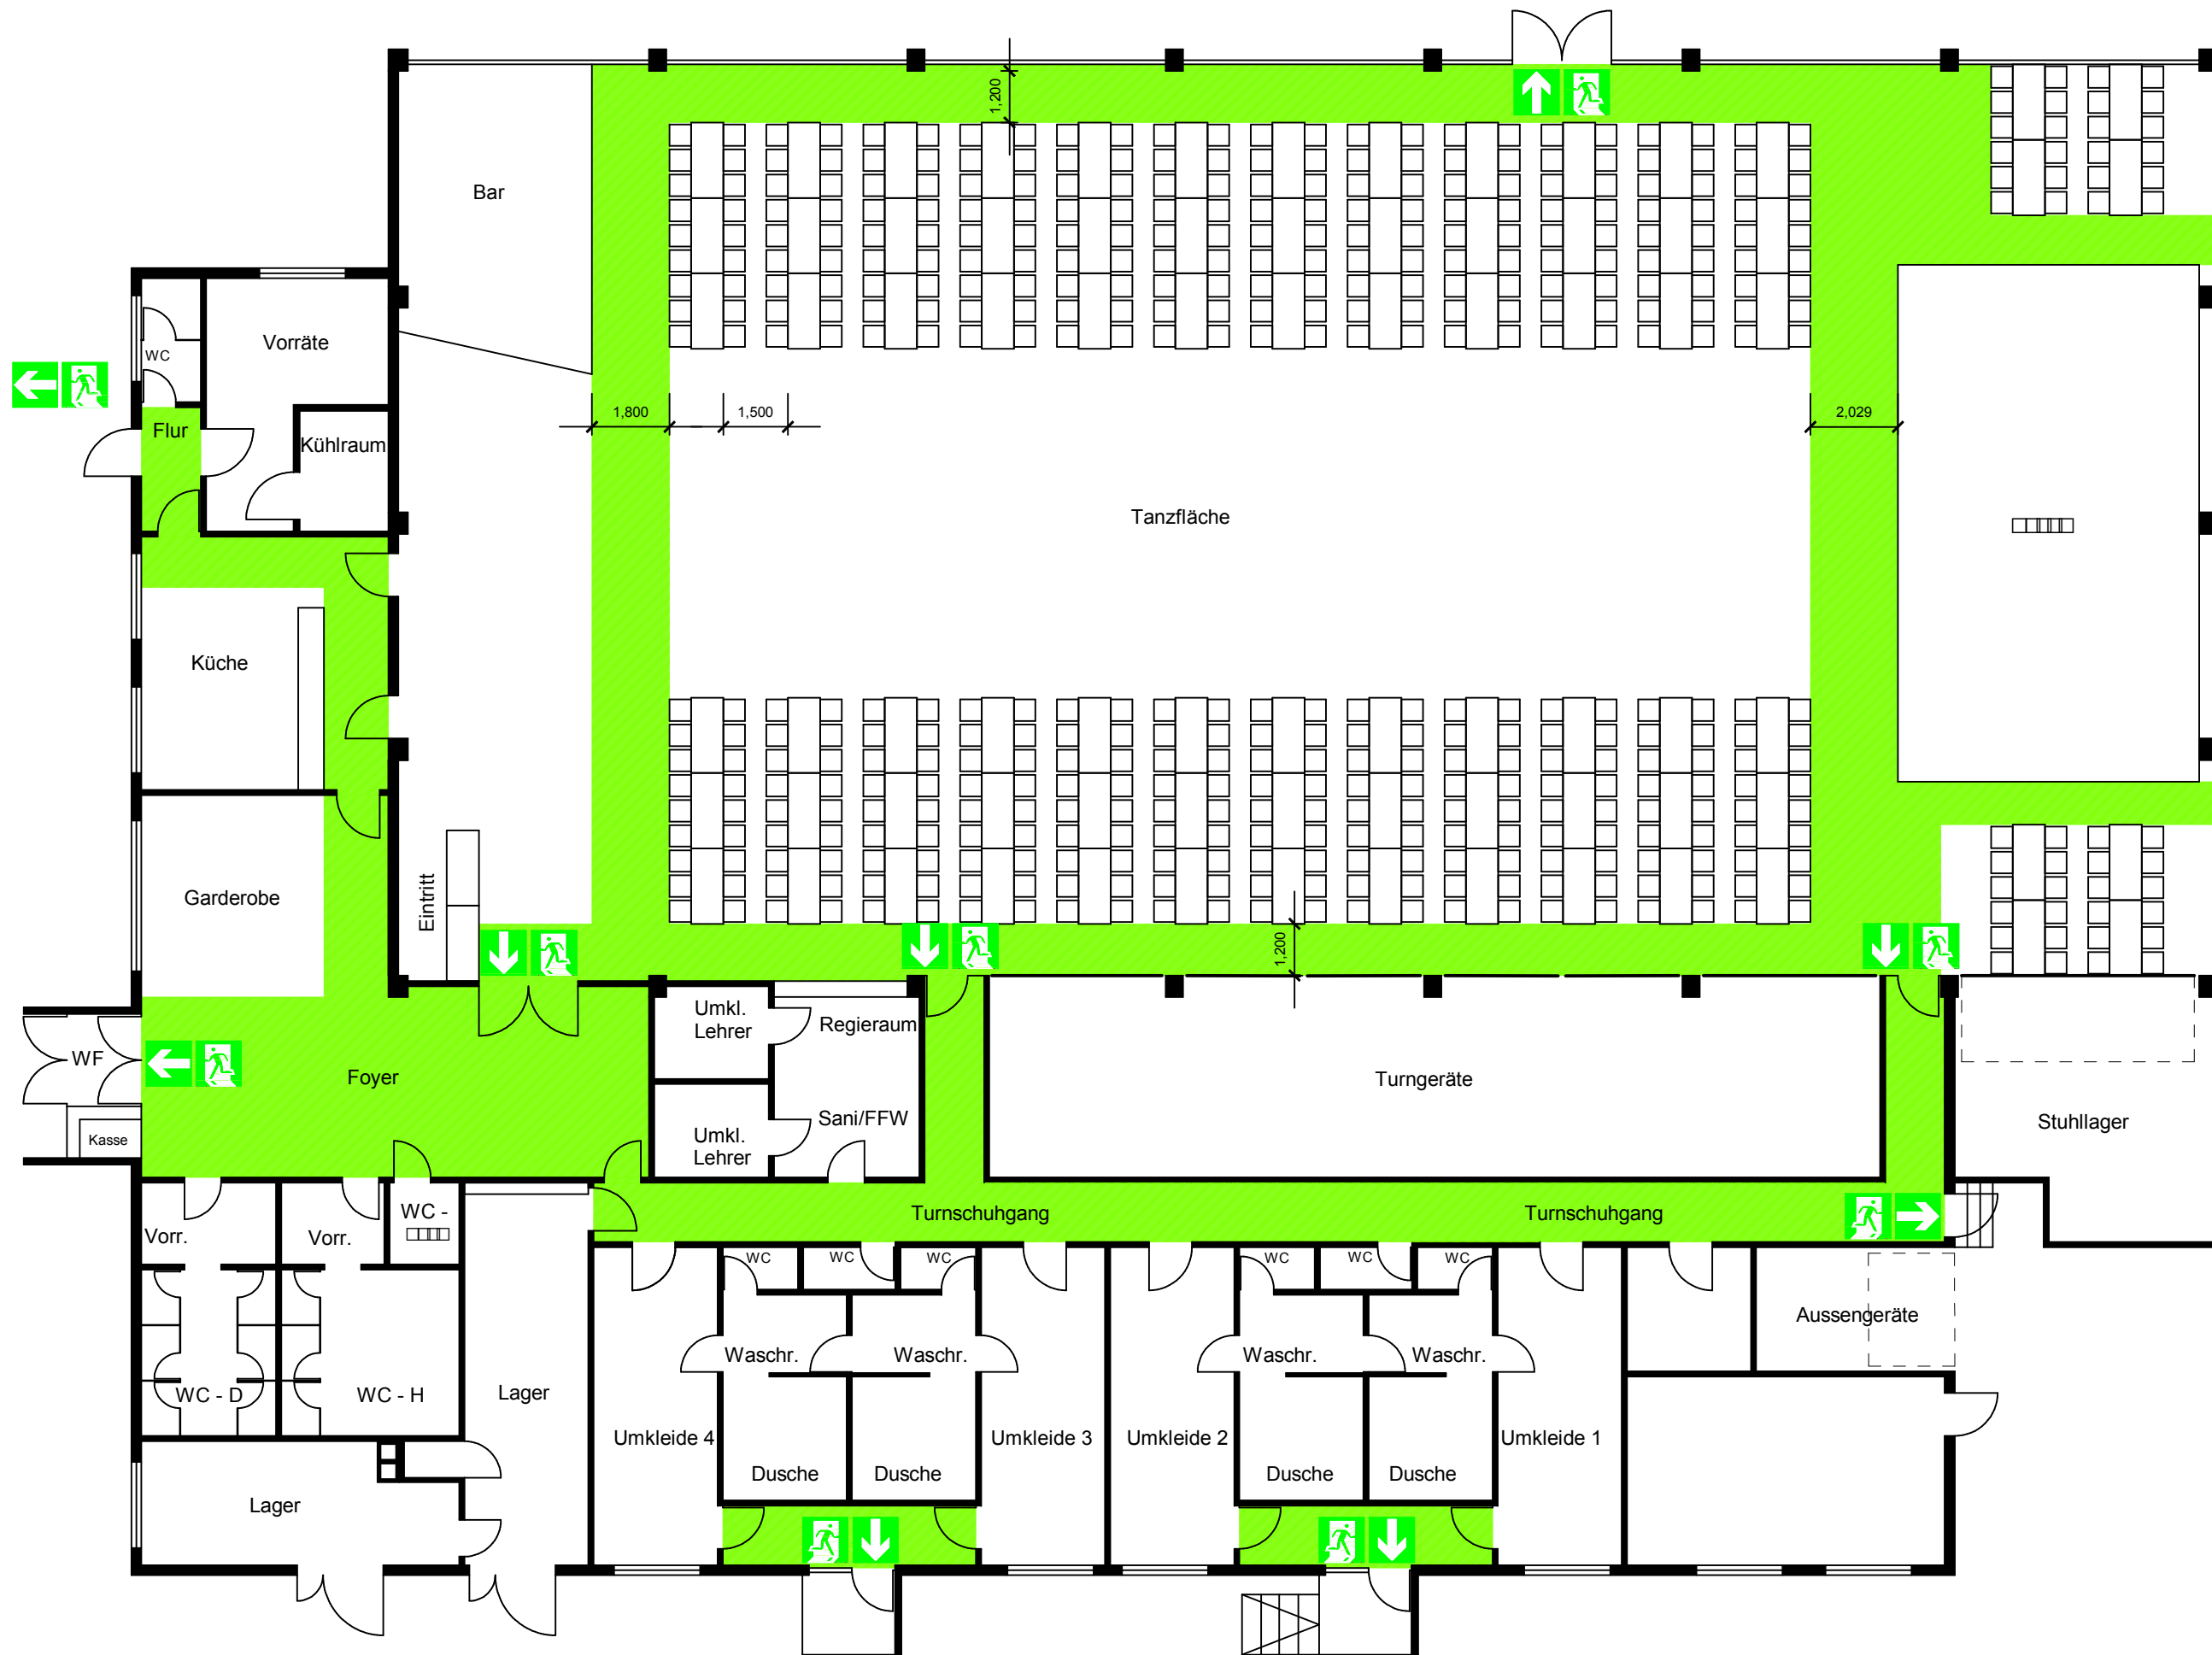 1,200
Bar
Vorräte
WC
1,800
1,500
2,029
Flur
Kühlraum
Tanzfläche
Küche
Garderobe
Eintritt
1,200
Umkl.
Lehrer
Regieraum
WF
Foyer
Turngeräte
Kasse
Sani/FFW
Stuhllager
Umkl.
Lehrer
WC -
Turnschuhgang
Turnschuhgang
Vorr.
Vorr.
WC
WC
WC
WC
WC
WC
Aussengeräte
Waschr.
Waschr.
Waschr.
Waschr.
WC - D
WC - H
Lager
Umkleide 4
Umkleide 3
Umkleide 2
Umkleide 1
Dusche
Dusche
Dusche
Dusche
Lager